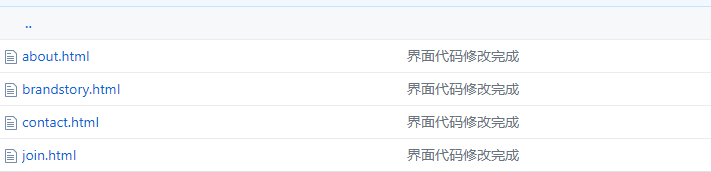 ..
about.html 界面代码修改完成
brandstory.html 界面代码修改完成
contact.html 界面代码修改完成
join.html 界面代码修改完成